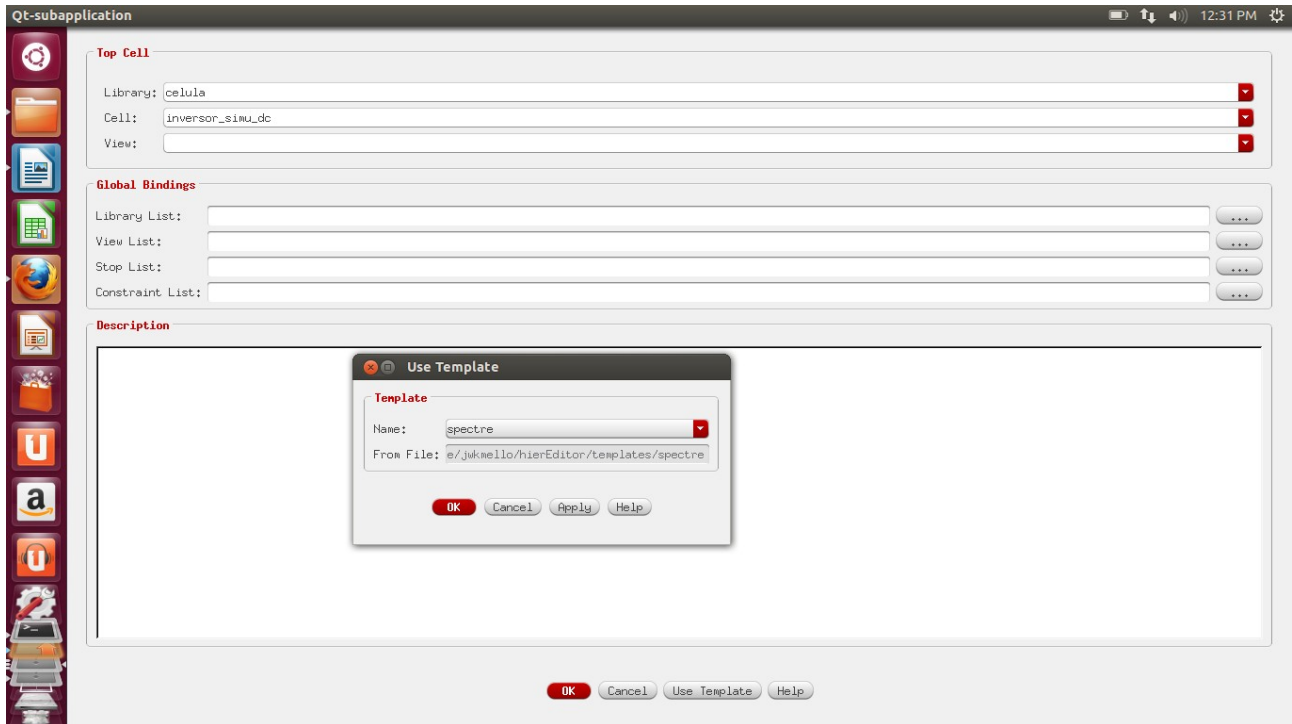 Qt-subapplication 12:31 PM
Top Cell
Library: celula
Cell: inversor_simu_dc
View:
Global Bindings
Library List: ...
View List: ...
Stop List: ...
Constraint List: ...
Description
Use Template
Template
Name: spectre
From File: e/jwkmello/hierEditor/templates/spectre
OK Cancel Apply Help
OK Cancel Use Template Help